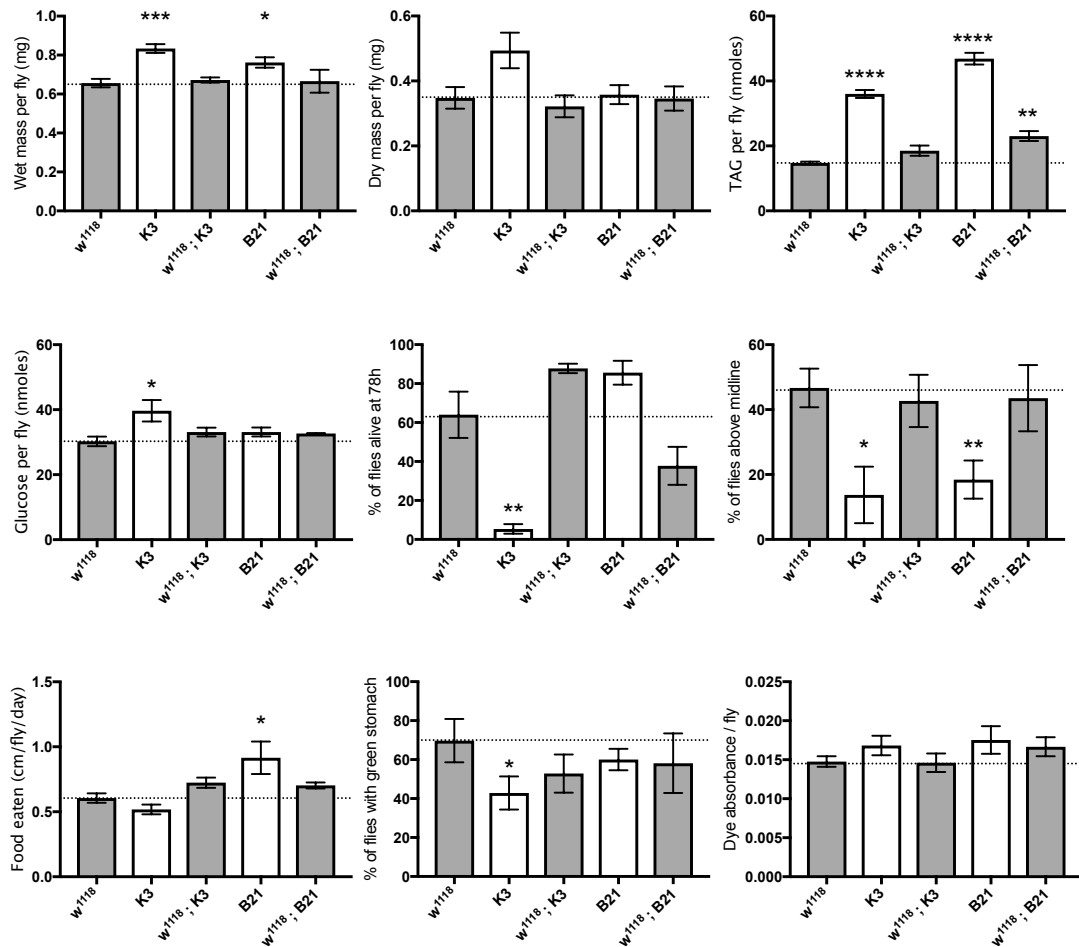 *** *
Wet mass per fly (mg)
1.0
0.8
0.6
0.4
0.2
0.0
w¹¹¹⁸
K3
w¹¹¹⁸; K3
B21
w¹¹¹⁸; B21
Dry mass per fly (mg)
0.6
0.4
0.2
0.0
w¹¹¹⁸
K3
w¹¹¹⁸; K3
B21
w¹¹¹⁸; B21
**** **** **
TAG per fly (nmoles)
60
40
20
0
w¹¹¹⁸
K3
w¹¹¹⁸; K3
B21
w¹¹¹⁸; B21
*
Glucose per fly (nmoles)
60
40
20
0
w¹¹¹⁸
K3
w¹¹¹⁸; K3
B21
w¹¹¹⁸; B21
**
% of flies alive at 78h
100
80
60
40
20
0
w¹¹¹⁸
K3
w¹¹¹⁸; K3
B21
w¹¹¹⁸; B21
* **
% of flies above midline
60
40
20
0
w¹¹¹⁸
K3
w¹¹¹⁸; K3
B21
w¹¹¹⁸; B21
*
Food eaten (cm/fly/day)
1.5
1.0
0.5
0.0
w¹¹¹⁸
K3
w¹¹¹⁸; K3
B21
w¹¹¹⁸; B21
*
% of flies with green stomach
100
80
60
40
20
0
w¹¹¹⁸
K3
w¹¹¹⁸; K3
B21
w¹¹¹⁸; B21
Dye absorbance / fly
0.025
0.020
0.015
0.010
0.005
0.000
w¹¹¹⁸
K3
w¹¹¹⁸; K3
B21
w¹¹¹⁸; B21